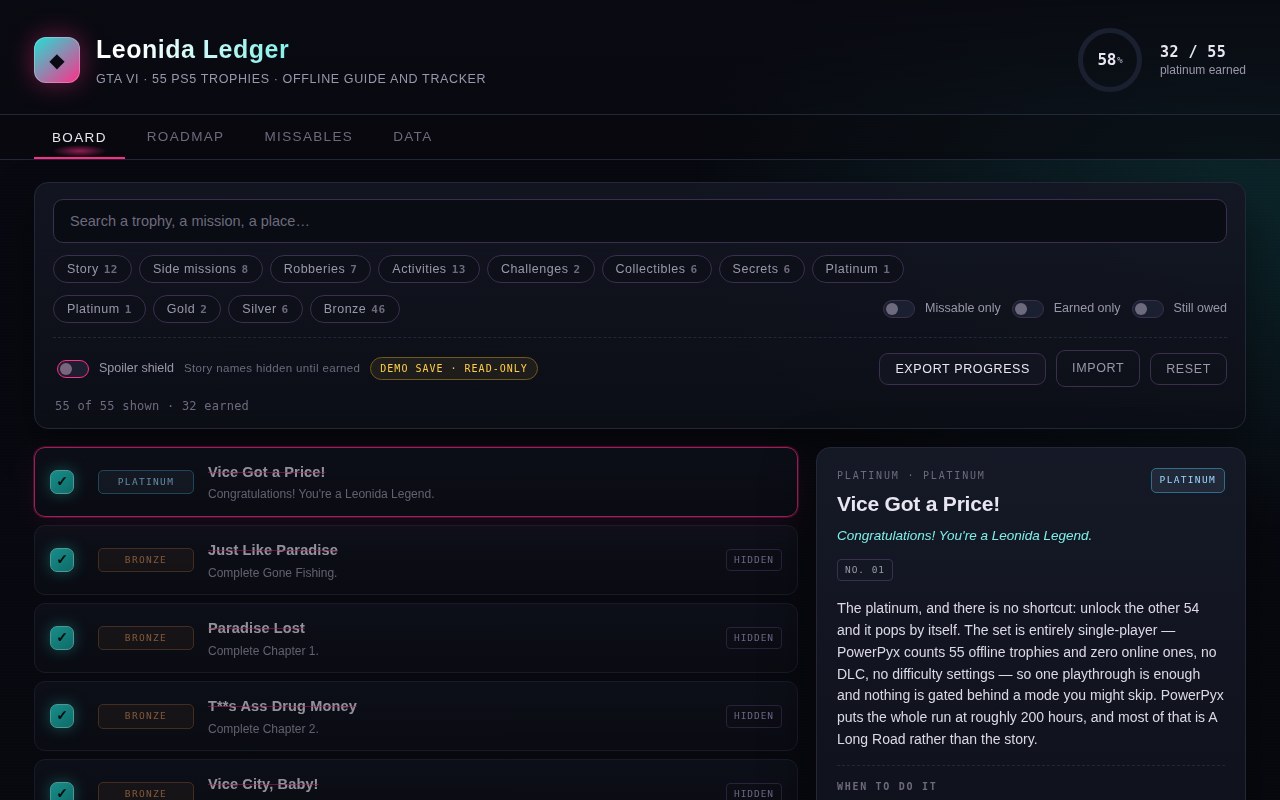 Leonida Ledger
GTA VI · 55 PS5 TROPHIES · OFFLINE GUIDE AND TRACKER
58%
32 / 55
platinum earned
BOARD
ROADMAP
MISSABLES
DATA
Search a trophy, a mission, a place…
Story 12
Side missions 8
Robberies 7
Activities 13
Challenges 2
Collectibles 6
Secrets 6
Platinum 1
Platinum 1
Gold 2
Silver 6
Bronze 46
Missable only
Earned only
Still owed
Spoiler shield
Story names hidden until earned
DEMO SAVE · READ-ONLY
EXPORT PROGRESS
IMPORT
RESET
55 of 55 shown · 32 earned
PLATINUM
Vice Got a Price!
Congratulations! You're a Leonida Legend.
BRONZE
Just Like Paradise
Complete Gone Fishing.
HIDDEN
BRONZE
Paradise Lost
Complete Chapter 1.
HIDDEN
BRONZE
T**s Ass Drug Money
Complete Chapter 2.
HIDDEN
BRONZE
Vice City, Baby!
HIDDEN
PLATINUM · PLATINUM
PLATINUM
Vice Got a Price!
Congratulations! You're a Leonida Legend.
NO. 01
The platinum, and there is no shortcut: unlock the other 54
and it pops by itself. The set is entirely single-player —
PowerPyx counts 55 offline trophies and zero online ones, no
DLC, no difficulty settings — so one playthrough is enough
and nothing is gated behind a mode you might skip. PowerPyx
puts the whole run at roughly 200 hours, and most of that is A
Long Road rather than the story.
WHEN TO DO IT